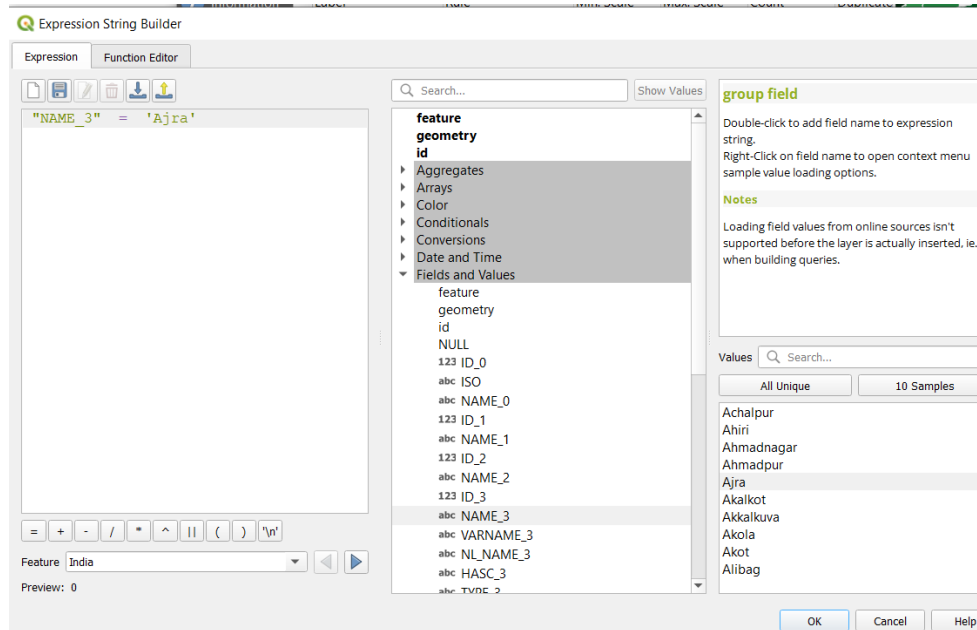 Expression String Builder
Expression
Function Editor
"NAME_3" = 'Ajra'
= + - / * ^ || ( ) '\n'
Feature India
Preview: 0
Search...
Show Values
feature
geometry
id
Aggregates
Arrays
Color
Conditionals
Conversions
Date and Time
Fields and Values
feature
geometry
id
NULL
123 ID_0
abc ISO
abc NAME_0
123 ID_1
abc NAME_1
123 ID_2
abc NAME_2
123 ID_3
abc NAME_3
abc VARNAME_3
abc NL_NAME_3
abc HASC_3
abc TYPE_3
group field
Double-click to add field name to expression
string.
Right-Click on field name to open context menu
sample value loading options.
Notes
Loading field values from online sources isn't
supported before the layer is actually inserted, ie.
when building queries.
Values Search...
All Unique
10 Samples
Achalpur
Ahiri
Ahmadnagar
Ahmadpur
Ajra
Akalkot
Akkalkuva
Akola
Akot
Alibag
OK
Cancel
Help